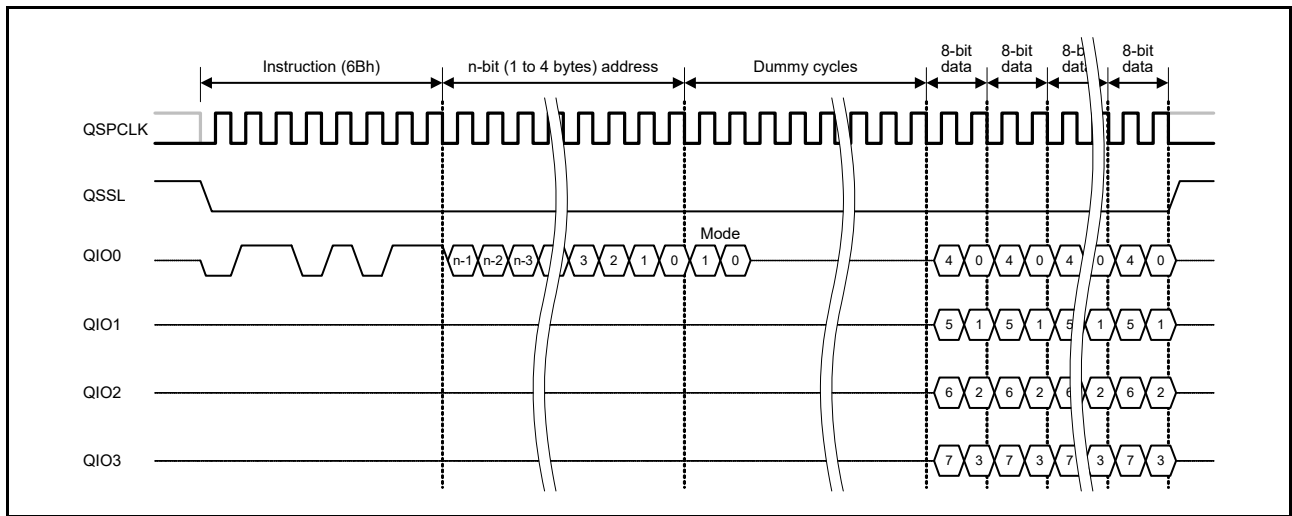 8-bit 8-bit 8-b 8-bit
Instruction (6Bh) n-bit (1 to 4 bytes) address Dummy cycles data data data data
QSPCLK
QSSL
Mode
QIO0 n-1 n-2 n-3 3 2 1 0 1 0 4 0 4 0 4 0 4 0
QIO1 5 1 5 1 5 1 5 1
QIO2 6 2 6 2 6 2 6 2
QIO3 7 3 7 3 7 3 7 3